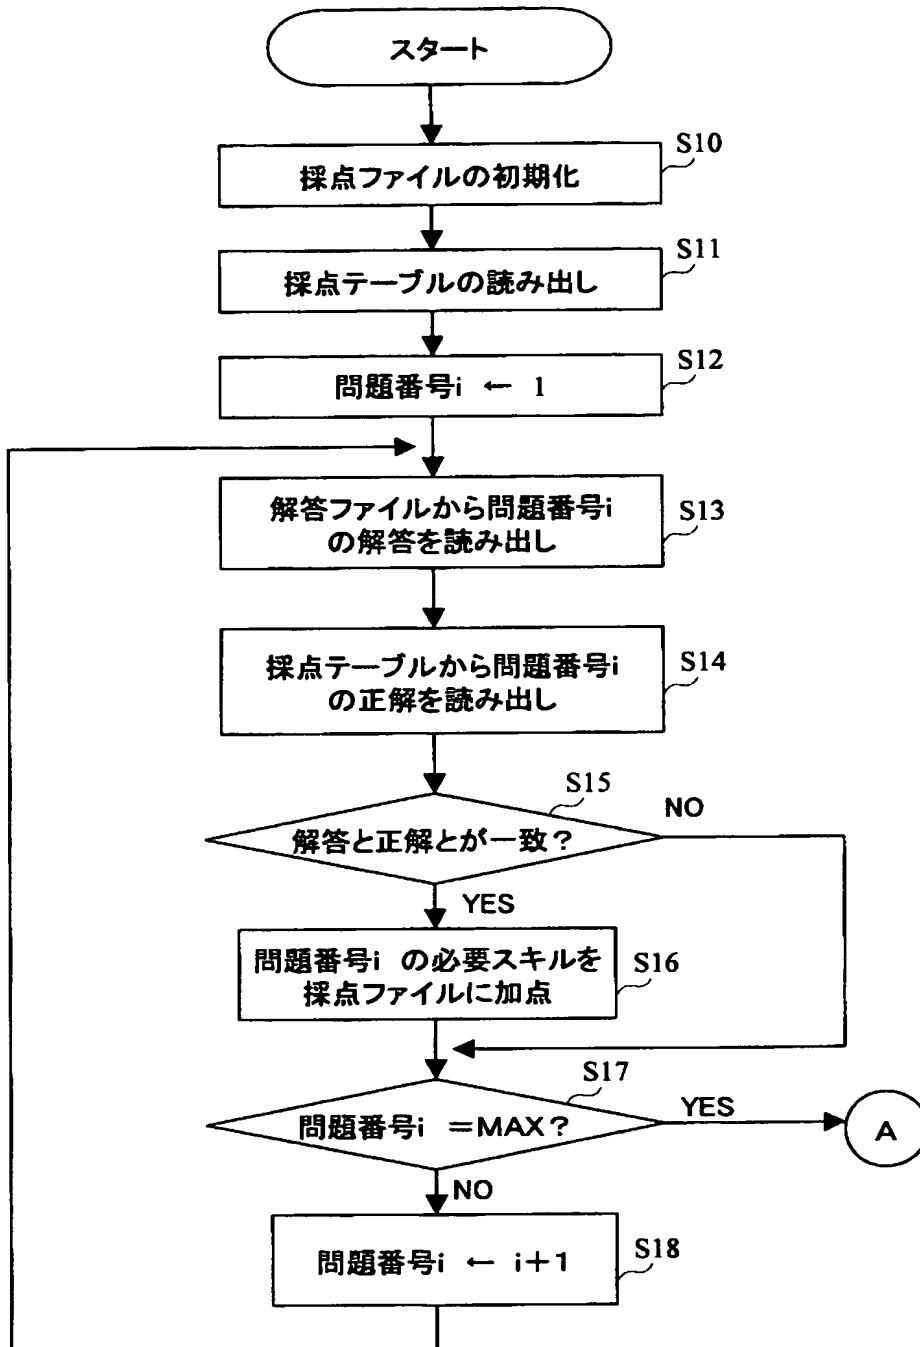 スタート
S10
採点ファイルの初期化
S11
採点テーブルの読み出し
S12
問題番号i ← 1
解答ファイルから問題番号i
の解答を読み出し
S13
採点テーブルから問題番号i
の正解を読み出し
S14
S15
NO
解答と正解とが一致？
YES
問題番号i の必要スキルを
採点ファイルに加点
S16
S17
YES
問題番号i ＝MAX？
A
NO
問題番号i ← i+1
S18